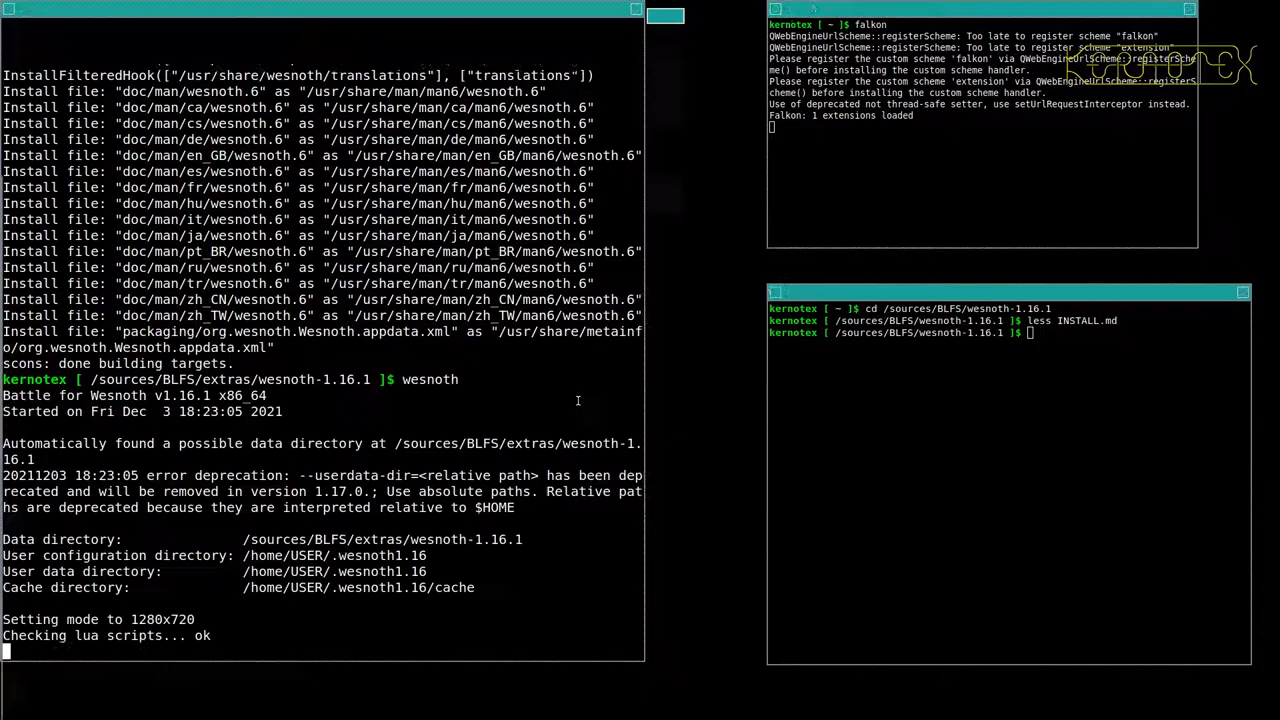 InstallFilteredHook(["/usr/share/wesnoth/translations"], ["translations"])
Install file: "doc/man/wesnoth.6" as "/usr/share/man/man6/wesnoth.6"
Install file: "doc/man/ca/wesnoth.6" as "/usr/share/man/ca/man6/wesnoth.6"
Install file: "doc/man/cs/wesnoth.6" as "/usr/share/man/cs/man6/wesnoth.6"
Install file: "doc/man/de/wesnoth.6" as "/usr/share/man/de/man6/wesnoth.6"
Install file: "doc/man/en_GB/wesnoth.6" as "/usr/share/man/en_GB/man6/wesnoth.6"
Install file: "doc/man/es/wesnoth.6" as "/usr/share/man/es/man6/wesnoth.6"
Install file: "doc/man/fr/wesnoth.6" as "/usr/share/man/fr/man6/wesnoth.6"
Install file: "doc/man/hu/wesnoth.6" as "/usr/share/man/hu/man6/wesnoth.6"
Install file: "doc/man/it/wesnoth.6" as "/usr/share/man/it/man6/wesnoth.6"
Install file: "doc/man/ja/wesnoth.6" as "/usr/share/man/ja/man6/wesnoth.6"
Install file: "doc/man/pt_BR/wesnoth.6" as "/usr/share/man/pt_BR/man6/wesnoth.6"
Install file: "doc/man/ru/wesnoth.6" as "/usr/share/man/ru/man6/wesnoth.6"
Install file: "doc/man/tr/wesnoth.6" as "/usr/share/man/tr/man6/wesnoth.6"
Install file: "doc/man/zh_CN/wesnoth.6" as "/usr/share/man/zh_CN/man6/wesnoth.6"
Install file: "doc/man/zh_TW/wesnoth.6" as "/usr/share/man/zh_TW/man6/wesnoth.6"
Install file: "packaging/org.wesnoth.Wesnoth.appdata.xml" as "/usr/share/metainf
o/org.wesnoth.Wesnoth.appdata.xml"
scons: done building targets.
kernotex [ /sources/BLFS/extras/wesnoth-1.16.1 ]$ wesnoth
Battle for Wesnoth v1.16.1 x86_64
Started on Fri Dec  3 18:23:05 2021
Automatically found a possible data directory at /sources/BLFS/extras/wesnoth-1.
16.1
20211203 18:23:05 error deprecation: --userdata-dir=<relative path> has been dep
recated and will be removed in version 1.17.0.; Use absolute paths. Relative pat
hs are deprecated because they are interpreted relative to $HOME
Data directory: /sources/BLFS/extras/wesnoth-1.16.1
User configuration directory: /home/USER/.wesnoth1.16
User data directory: /home/USER/.wesnoth1.16
Cache directory: /home/USER/.wesnoth1.16/cache
Setting mode to 1280x720
Checking lua scripts... ok
kernotex [ ~ ]$ falkon
QWebEngineUrlScheme::registerScheme: Too late to register scheme "falkon"
QWebEngineUrlScheme::registerScheme: Too late to register scheme "extension"
Please register the custom scheme 'falkon' via QWebEngineUrlScheme::registerSche
me() before installing the custom scheme handler.
Please register the custom scheme 'extension' via QWebEngineUrlScheme::registerS
cheme() before installing the custom scheme handler.
Use of deprecated not thread-safe setter, use setUrlRequestInterceptor instead.
Falkon: 1 extensions loaded
KERNOTEX
kernotex [ ~ ]$ cd /sources/BLFS/wesnoth-1.16.1
kernotex [ /sources/BLFS/wesnoth-1.16.1 ]$ less INSTALL.md
kernotex [ /sources/BLFS/wesnoth-1.16.1 ]$